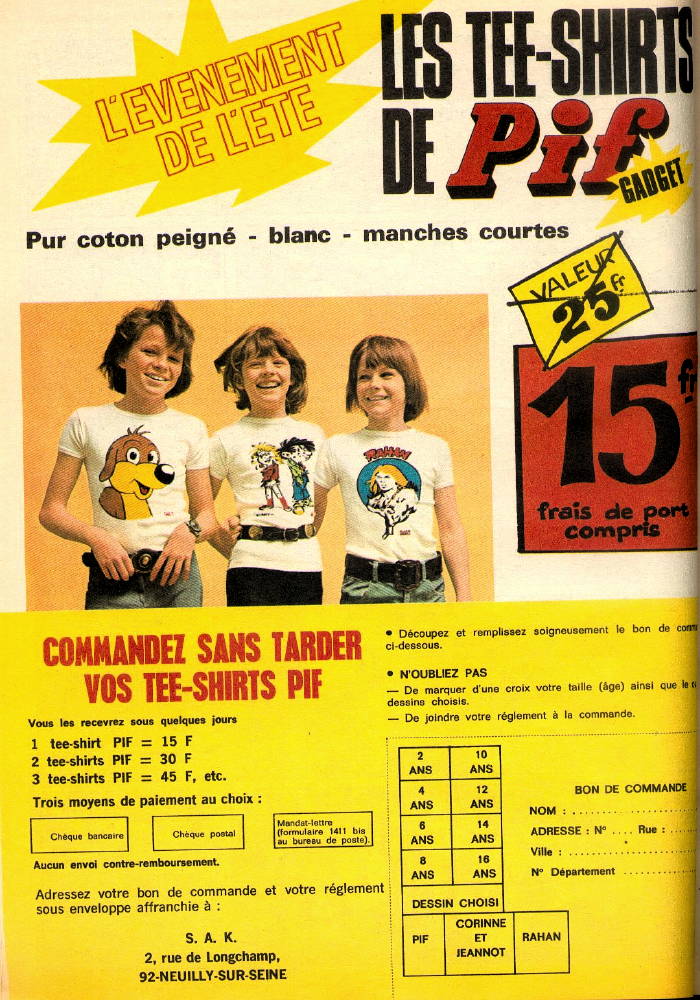 L'EVENEMENT
DE L'ETE
LES TEE-SHIRTS
DE Pif
GADGET
Pur coton peigné - blanc - manches courtes
VALEUR
25 fr
15 fr
frais de port
compris
RAHAN
COMMANDEZ SANS TARDER
VOS TEE-SHIRTS PIF
Vous les recevrez sous quelques jours
1 tee-shirt PIF = 15 F
2 tee-shirts PIF = 30 F
3 tee-shirts PIF = 45 F, etc.
Trois moyens de paiement au choix :
Chèque bancaire
Chèque postal
Mandat-lettre
(formulaire 1411 bis
au bureau de poste).
Aucun envoi contre-remboursement.
Adressez votre bon de commande et votre réglement
sous enveloppe affranchie à :
S. A. K.
2, rue de Longchamp,
92-NEUILLY-SUR-SEINE
• Découpez et remplissez soigneusement le bon de
ci-dessous.
• N'OUBLIEZ PAS
— De marquer d'une croix votre taille (âge) ainsi que le
dessins choisis.
— De joindre votre réglement à la commande.
2 ANS 10 ANS
4 ANS 12 ANS
6 ANS 14 ANS
8 ANS 16 ANS
DESSIN CHOISI
PIF
CORINNE
ET
JEANNOT
RAHAN
BON DE COMMANDE
NOM : ....................
ADRESSE : N° .... Rue : ......
Ville : ....................
N° Département ............